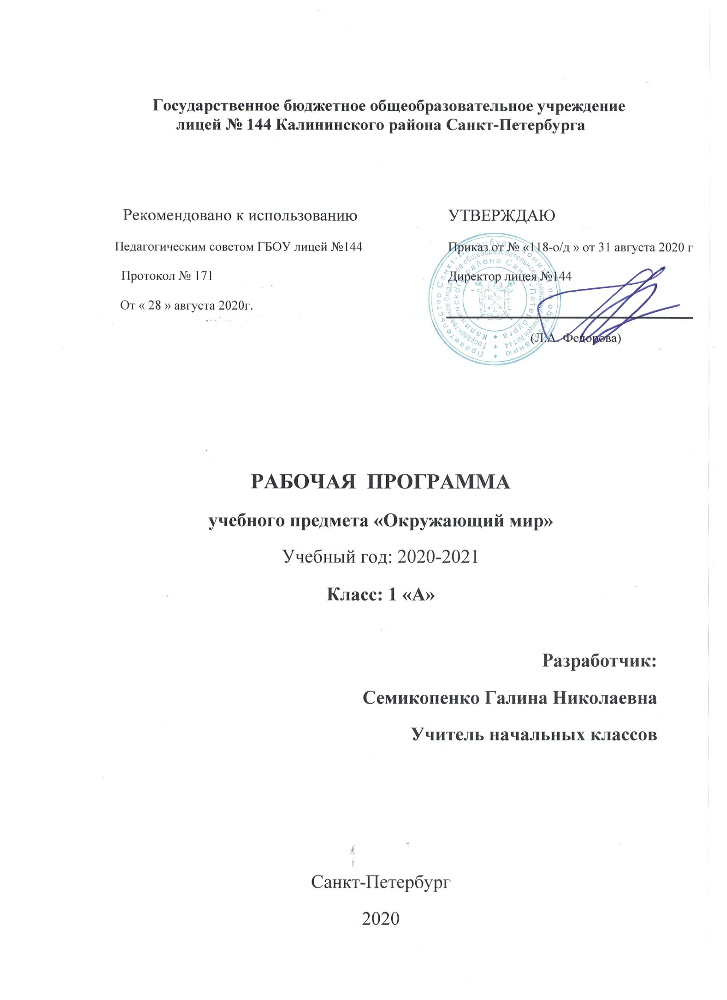 Государственное бюджетное общеобразовательное учреждение
лицей № 144 Калининского района Санкт-Петербурга
Рекомендовано к использованию
Педагогическим советом ГБОУ лицей №144
Протокол № 171
От « 28 » августа 2020г.
УТВЕРЖДАЮ
Приказ от № «118-о/д » от 31 августа 2020 г
Директор лицея №144
(Л.А. Федорова)
Правительство Санкт-Петербурга Комитет по образованию *
Государственное бюджетное общеобразовательное учреждение лицей №144 *
Калининского района Санкт-Петербурга *
РАБОЧАЯ ПРОГРАММА
учебного предмета «Окружающий мир»
Учебный год: 2020-2021
Класс: 1 «А»
Разработчик:
Семикопенко Галина Николаевна
Учитель начальных классов
Санкт-Петербург
2020